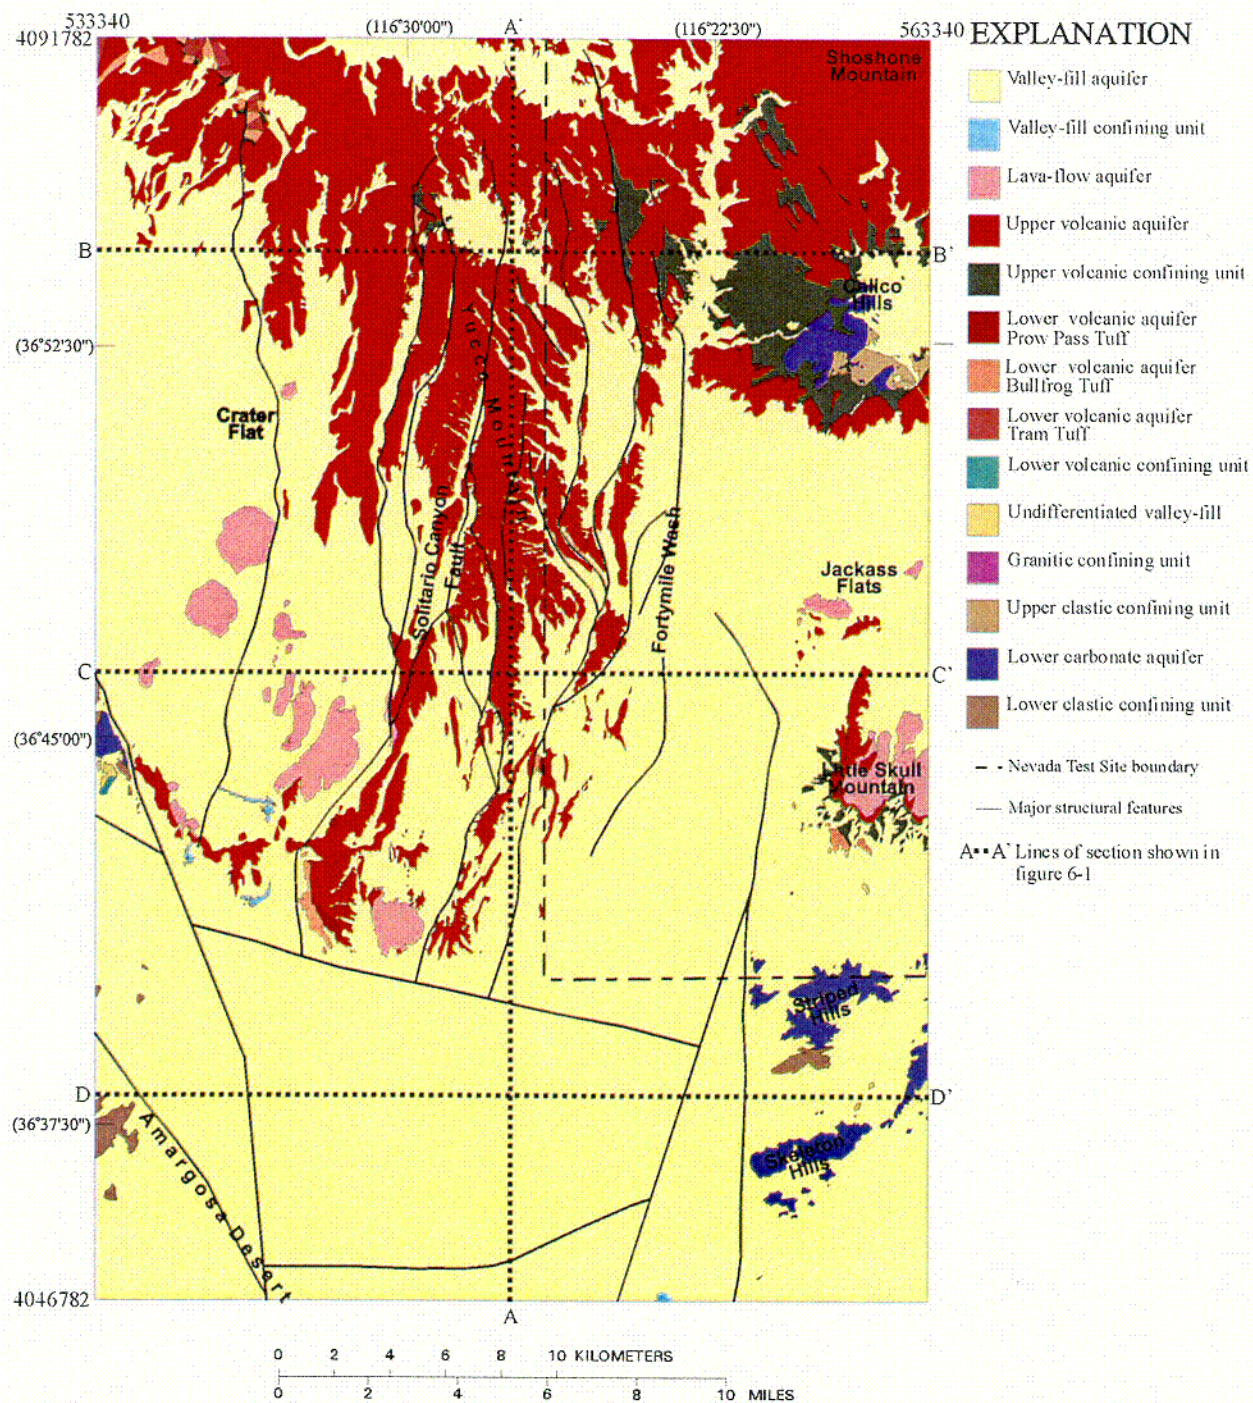 533340
(116°30'00")
A'
(116°22'30")
563340
4091782
EXPLANATION
Shoshone
Mountain
Valley-fill aquifer
Valley-fill confining unit
Lava-flow aquifer
Upper volcanic aquifer
B
B'
Upper volcanic confining unit
Calico
Hills
Lower volcanic aquifer
Prow Pass Tuff
(36°52'30")
Yucca Mountain
Lower volcanic aquifer
Bullfrog Tuff
Crater
Flat
Lower volcanic aquifer
Tram Tuff
Lower volcanic confining unit
Undifferentiated valley-fill
Solitario Canyon
Fault
Fortymile Wash
Jackass
Flats
Granitic confining unit
Upper clastic confining unit
C
C'
Lower carbonate aquifer
Lower clastic confining unit
(36°45'00")
Little Skull
Mountain
Nevada Test Site boundary
Major structural features
A A' Lines of section shown in
figure 6-1
Striped
Hills
D
D'
(36°37'30")
Amargosa Desert
Skeleton
Hills
4046782
A
0 2 4 6 8 10 KILOMETERS
0 2 4 6 8 10 MILES